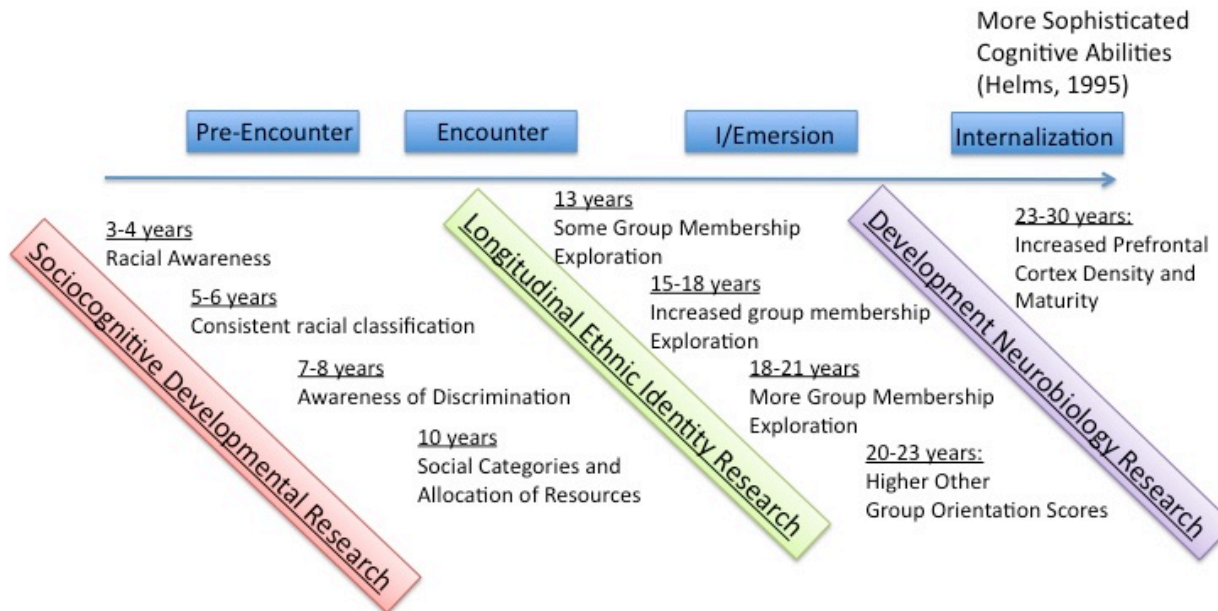 More Sophisticated
Cognitive Abilities
(Helms, 1995)
Pre-Encounter
Encounter
I/Emersion
Internalization
Sociocognitive Developmental Research
3-4 years
Racial Awareness
5-6 years
Consistent racial classification
7-8 years
Awareness of Discrimination
10 years
Social Categories and
Allocation of Resources
Longitudinal Ethnic Identity Research
13 years
Some Group Membership
Exploration
15-18 years
Increased group membership
Exploration
18-21 years
More Group Membership
Exploration
20-23 years:
Higher Other
Group Orientation Scores
Development Neurobiology Research
23-30 years:
Increased Prefrontal
Cortex Density and
Maturity